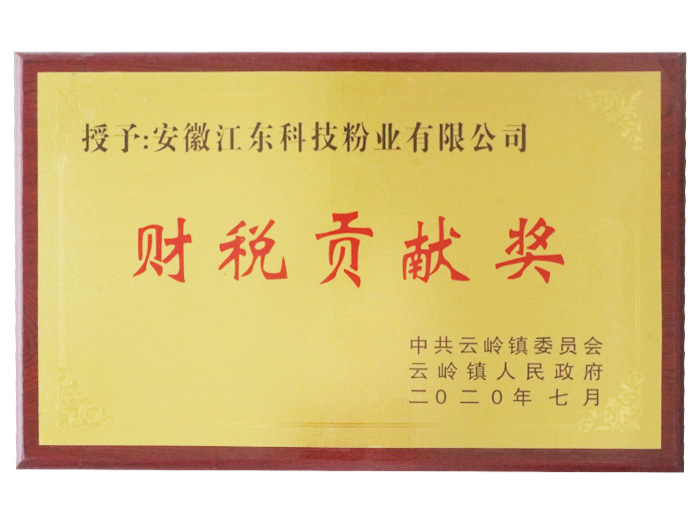 授予:安徽江东科技粉业有限公司
财税贡献奖
中共云岭镇委员会
云岭镇人民政府
二〇二〇年七月